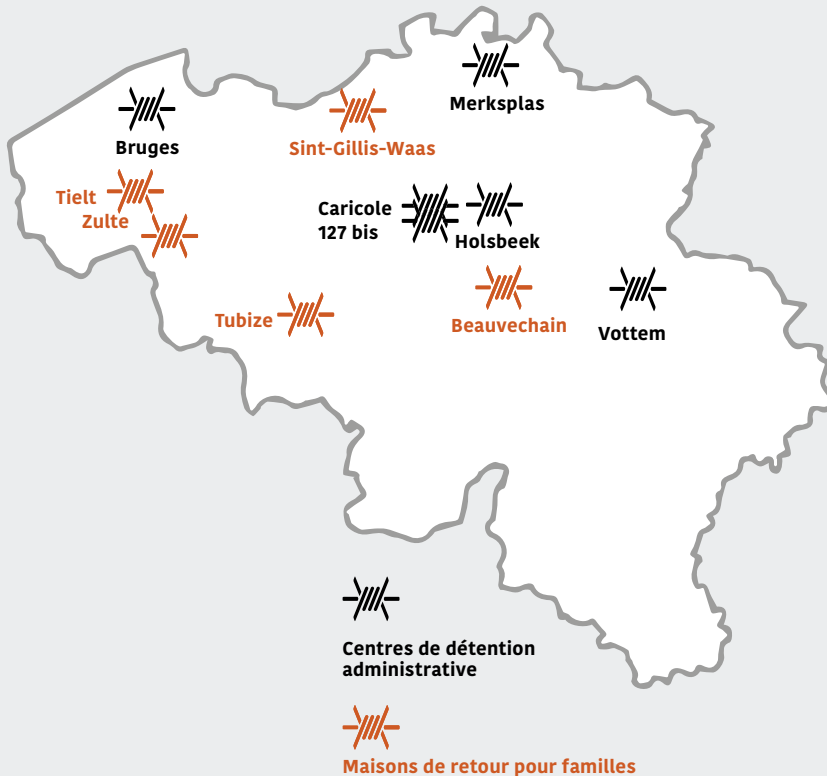 Merksplas
Bruges
Sint-Gillis-Waas
Tielt
Zulte
Caricole
127 bis
Holsbeek
Tubize
Beauvechain
Vottem
Centres de détention
administrative
Maisons de retour pour familles